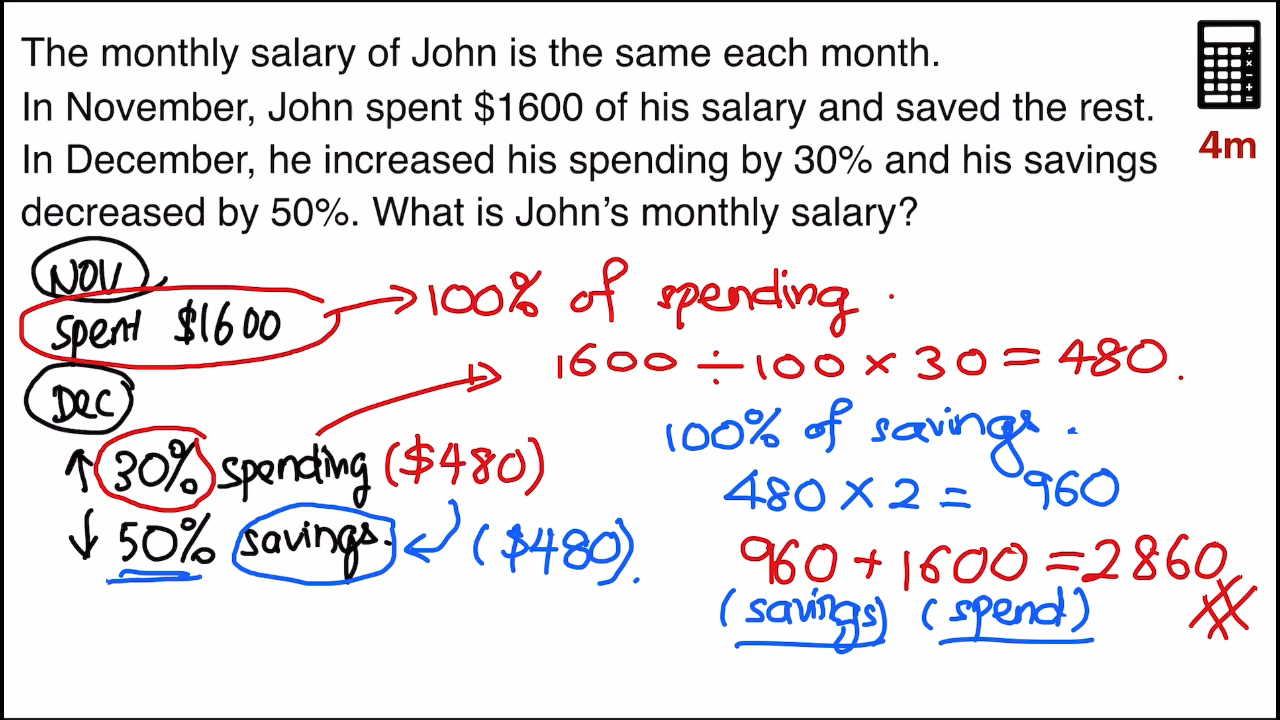 The monthly salary of John is the same each month.
In November, John spent $1600 of his salary and saved the rest.
In December, he increased his spending by 30% and his savings
decreased by 50%. What is John's monthly salary?
4m
÷
×
−
+
=
NOV
spent $1600 → 100% of spending.
1600 ÷ 100 × 30 = 480.
Dec
100% of savings.
↑ 30% spending ($480)
480 × 2 = 960
↓ 50% savings. ← ($480).
960 + 1600 = 2860
(savings) (spend)